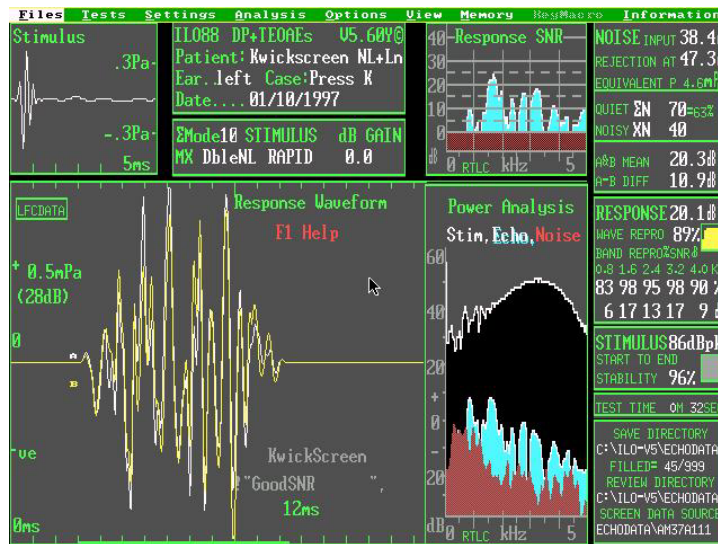 Files Tests Settings Analysis Options View Memory KeyMacro Information
Stimulus
.3Pa-
-.3Pa-
5ms
ILO88 DP+TEOAEs V5.60Y©
Patient: Kwickscreen NL+Ln
Ear..left Case:Press K
Date.... 01/10/1997
ΣMode10 STIMULUS dB GAIN
MX DbleNL RAPID 0.0
Response SNR
40
30
20
10
0
dB
0 RTLC kHz 5
NOISE INPUT 38.4
REJECTION AT 47.3
EQUIVALENT P 4.6mP
QUIET ΣN 70=63%
NOISY XN 40
A&B MEAN 20.3dB
A-B DIFF 10.9dB
RESPONSE 20.1dB
WAVE REPRO 89%
BAND REPRO%SNRdB
0.8 1.6 2.4 3.2 4.0 K
83 98 95 98 90 %
6 17 13 17 9 d
STIMULUS 86dBpk
START TO END
STABILITY 96%
TEST TIME 0M 32SE
SAVE DIRECTORY
C:\ILO-V5\ECHODATA
FILLED= 45/999
REVIEW DIRECTORY
C:\ILO-V5\ECHODATA
SCREEN DATA SOURCE
ECHODATA\AM37A111
LFCDATA
Response Waveform
F1 Help
+ 0.5mPa
(28dB)
0
A
B
-ve
KwickScreen
!"GoodSNR ",
12ms
0ms
Power Analysis
Stim,Echo,Noise
60
40
20
+
0
-
20
dB
0 RTLC kHz 5